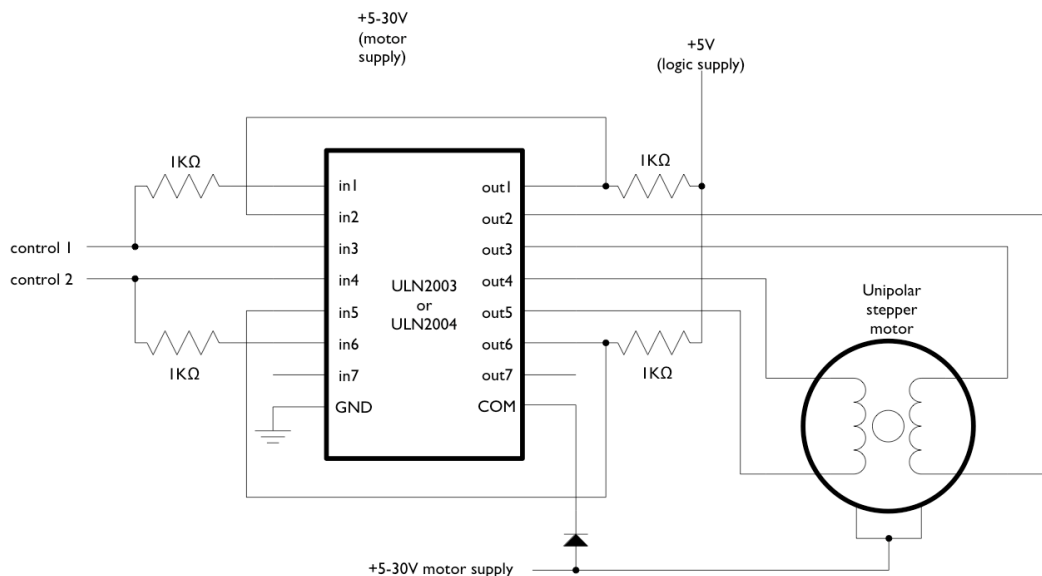 +5-30V
(motor
supply)
+5V
(logic supply)
1KΩ
1KΩ
in1
out1
in2
out2
control 1
in3
out3
control 2
in4
out4
ULN2003
or
ULN2004
in5
out5
in6
out6
1KΩ
1KΩ
in7
out7
GND
COM
Unipolar
stepper
motor
+5-30V motor supply